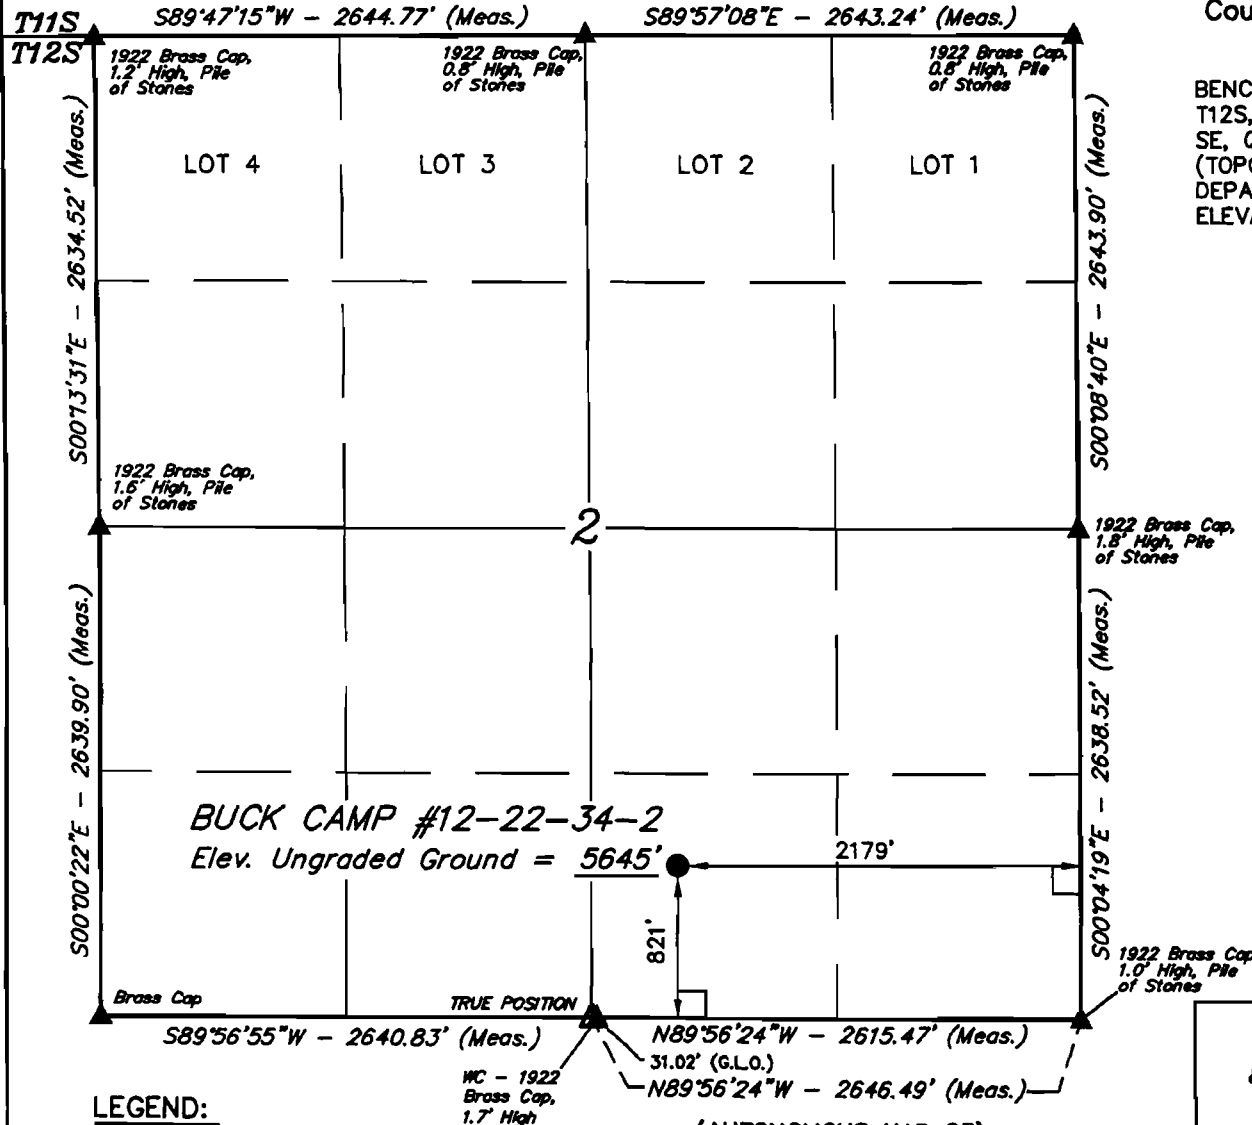 T11S
T12S
S89°47'15"W - 2644.77' (Meas.)
S89°57'08"E - 2643.24' (Meas.)
Cou
1922 Brass Cap,
1.2' High, Pile
of Stones
1922 Brass Cap,
0.8' High, Pile
of Stones
1922 Brass Cap,
0.8' High, Pile
of Stones
BENC
T12S,
SE,
(TOPO
DEPA
ELEVA
LOT 4
LOT 3
LOT 2
LOT 1
S00°13'31"E - 2634.52' (Meas.)
S00°08'40"E - 2643.90' (Meas.)
1922 Brass Cap,
1.6' High, Pile
of Stones
2
1922 Brass Cap,
1.8' High, Pile
of Stones
S00°00'22"E - 2639.90' (Meas.)
S00°04'19"E - 2638.52' (Meas.)
BUCK CAMP #12-22-34-2
Elev. Ungraded Ground = 5645'
2179'
821'
1922 Brass Cap
1.0' High, Pile
of Stones
Brass Cap
TRUE POSITION
S89°56'55"W - 2640.83' (Meas.)
N89°56'24"W - 2615.47' (Meas.)
31.02' (G.L.O.)
N89°56'24"W - 2646.49' (Meas.)
WC - 1922
Brass Cap,
1.7' High
LEGEND: